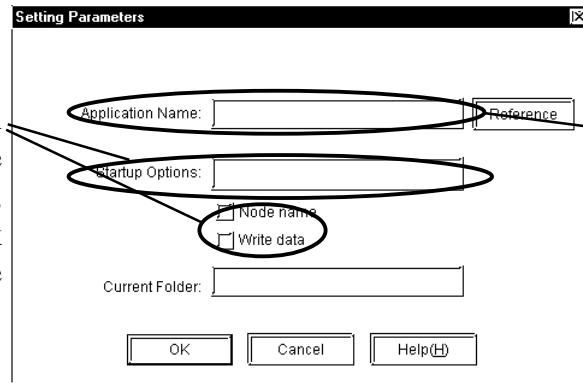 Setting Parameters
Application Name:
Reference
Startup Options:
Node name
Write data
Current Folder:
OK
Cancel
Help(H)